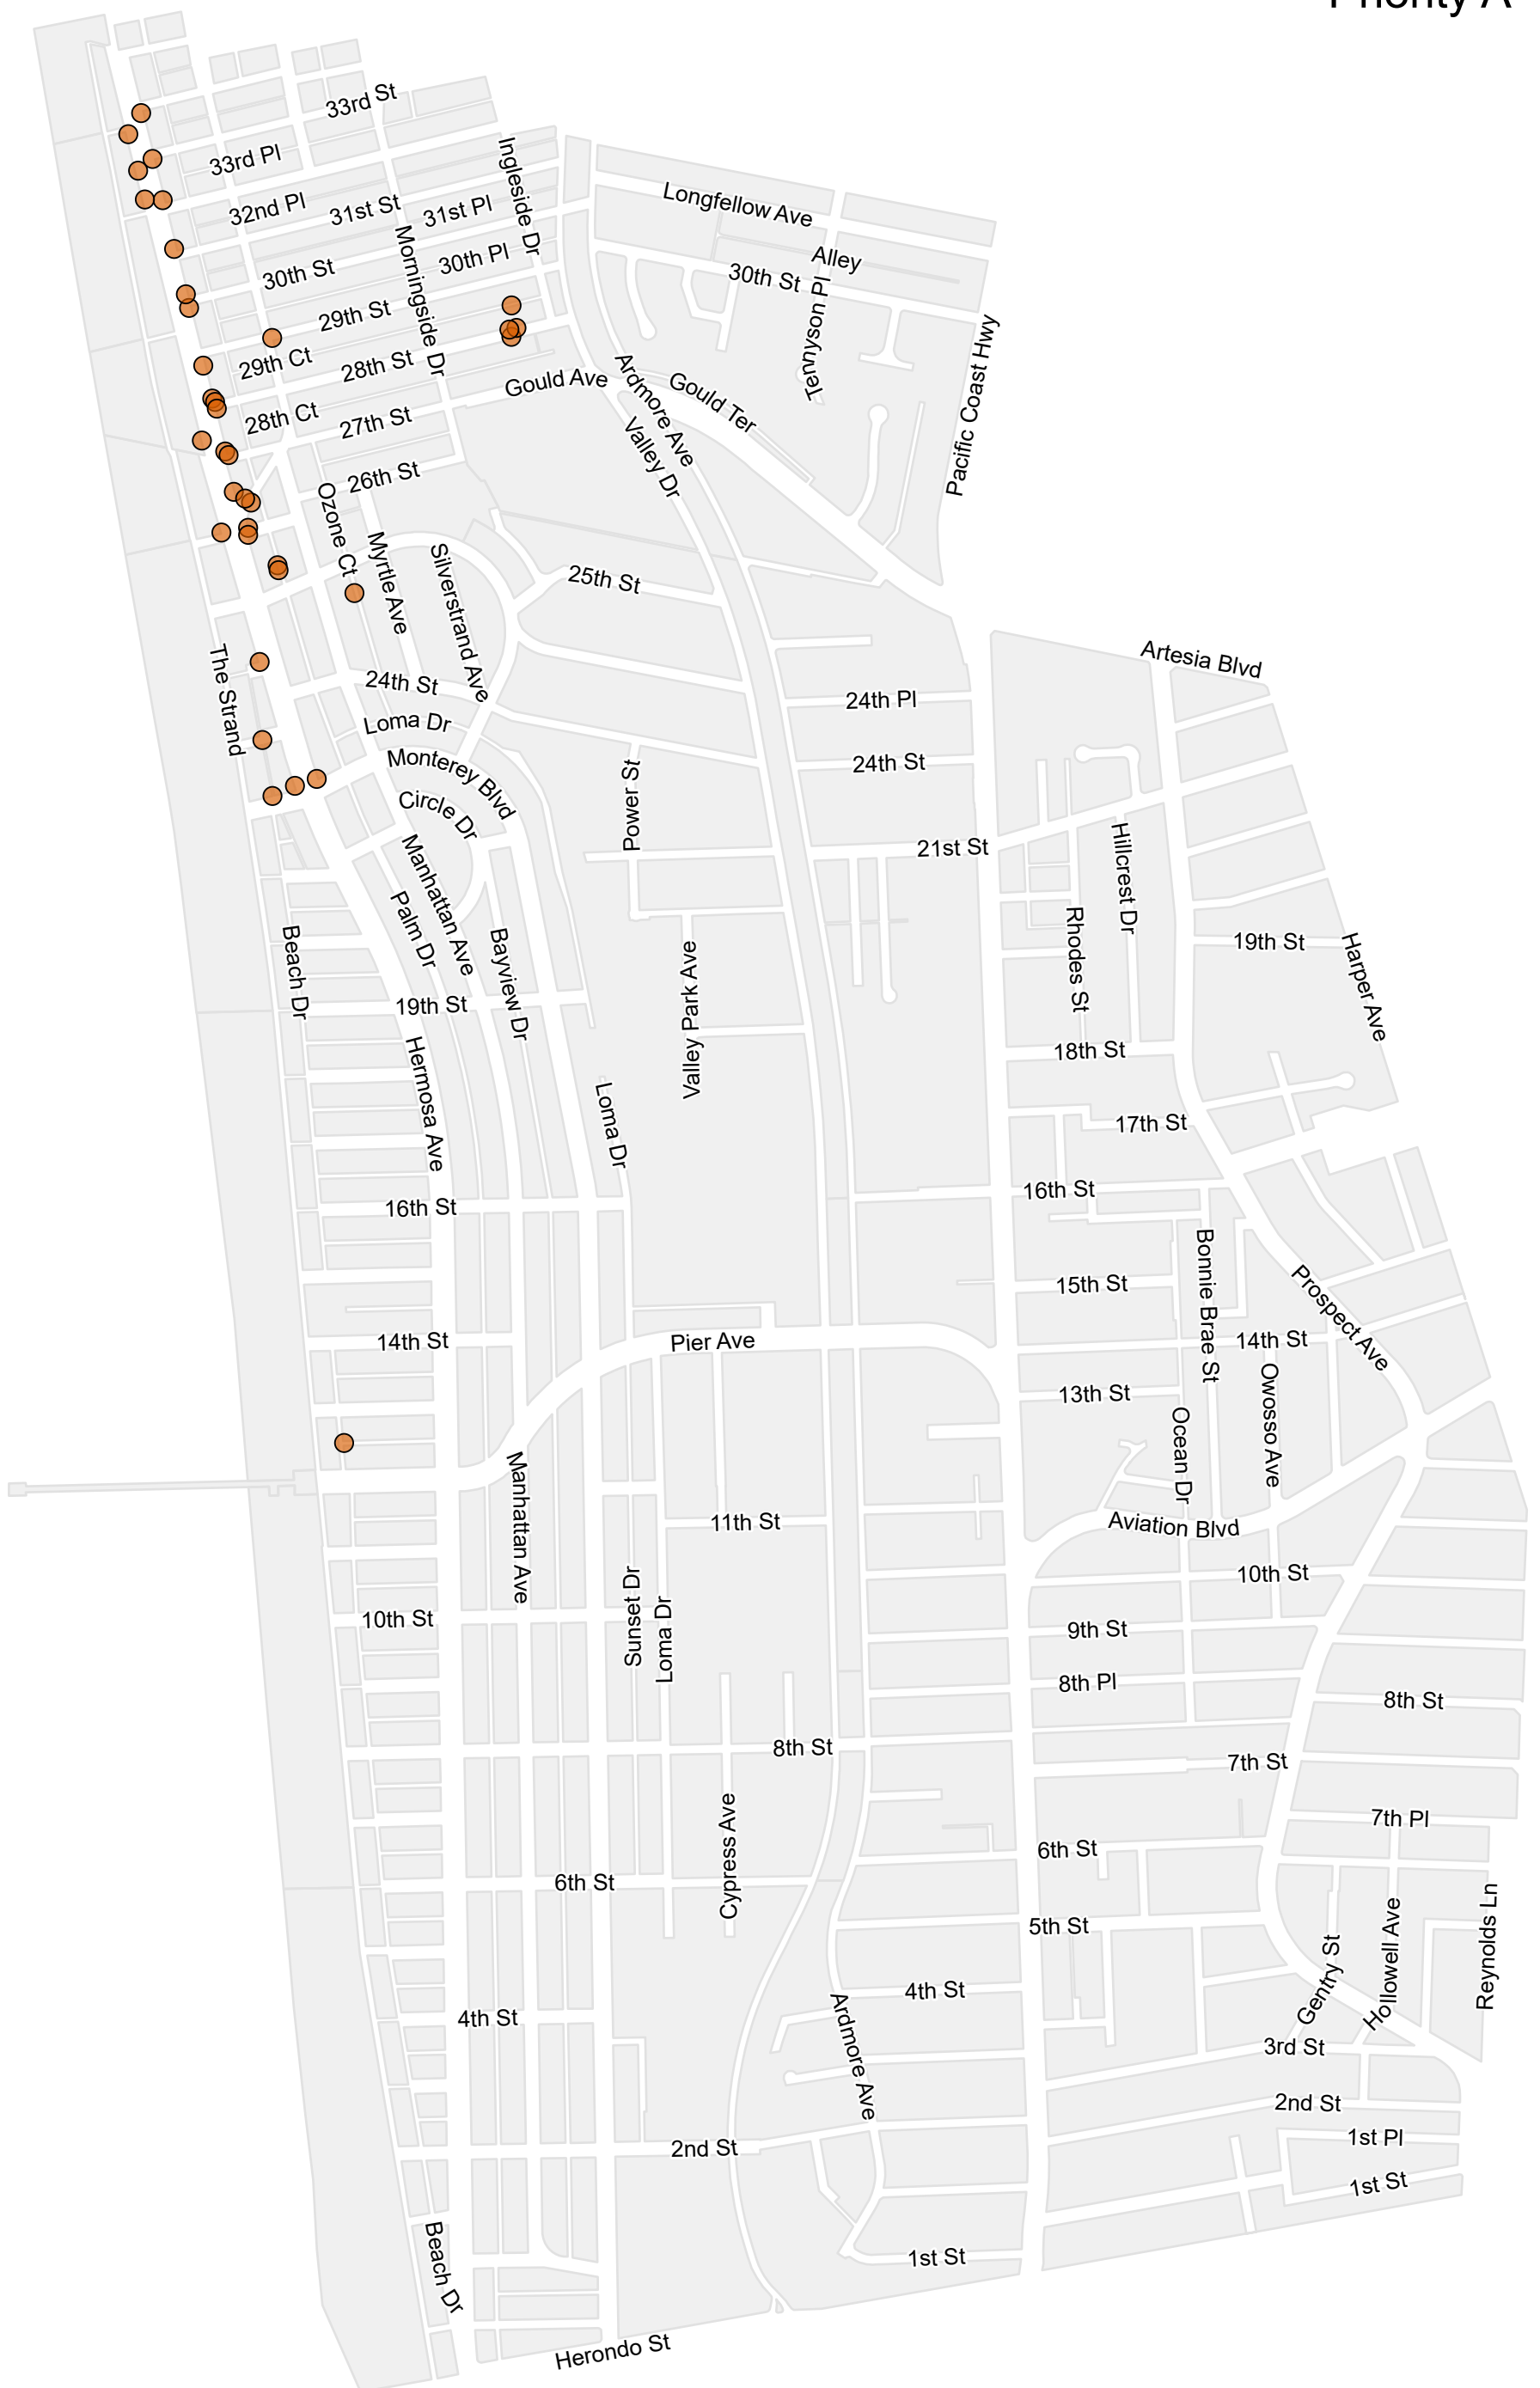 Priority A
33rd St
33rd Pl
Ingleside Dr
Longfellow Ave
32nd Pl
31st St
31st Pl
Morningside Dr
30th Pl
Alley
30th St
30th St
Tennyson Pl
29th St
Pacific Coast Hwy
29th Ct
28th St
Gould Ave
Ardmore Ave
Gould Ter
28th Ct
27th St
Valley Dr
26th St
Ozone Ct
Myrtle Ave
Silverstrand Ave
25th St
The Strand
24th St
Artesia Blvd
24th Pl
Loma Dr
Monterey Blvd
24th St
Power St
Circle Dr
Manhattan Ave
21st St
Hillcrest Dr
Palm Dr
Beach Dr
Bayview Dr
Valley Park Ave
Rhodes St
19th St
Harper Ave
19th St
Hermosa Ave
18th St
Loma Dr
17th St
16th St
16th St
Bonnie Brae St
15th St
Prospect Ave
14th St
Pier Ave
14th St
Owosso Ave
13th St
Ocean Dr
Manhattan Ave
11th St
Aviation Blvd
Sunset Dr
10th St
Loma Dr
10th St
9th St
8th Pl
8th St
8th St
7th St
Cypress Ave
7th Pl
6th St
6th St
Reynolds Ln
Hollowell Ave
5th St
Gentry St
4th St
4th St
Ardmore Ave
3rd St
2nd St
2nd St
1st Pl
1st St
Beach Dr
1st St
Herondo St